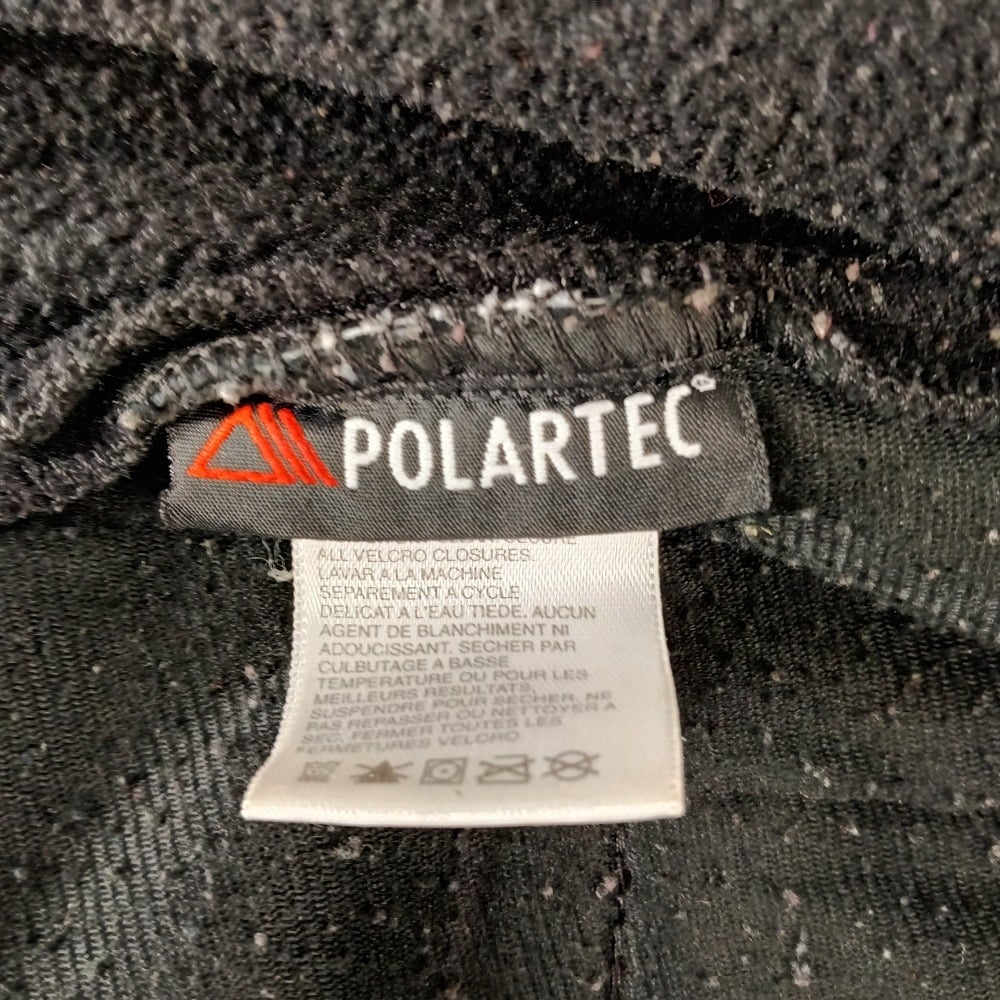 POLARTEC
CLOSURE
ALL VELCRO CLOSURES.
LAVAR A LA MACHINE
SEPAREMENT A CYCLE
DELICAT A L'EAU TIEDE. AUCUN
AGENT DE BLANCHIMENT NI
ADOUCISSANT. SECHER PAR
CULBUTAGE A BASSE
TEMPERATURE OU POUR LES
MEILLEURS RESULTATS,
SUSPENDRE POUR SECHER. NE
PAS REPASSER OU NETTOYER A
SEC. FERMER TOUTES LES
FERMETURES VELCRO.